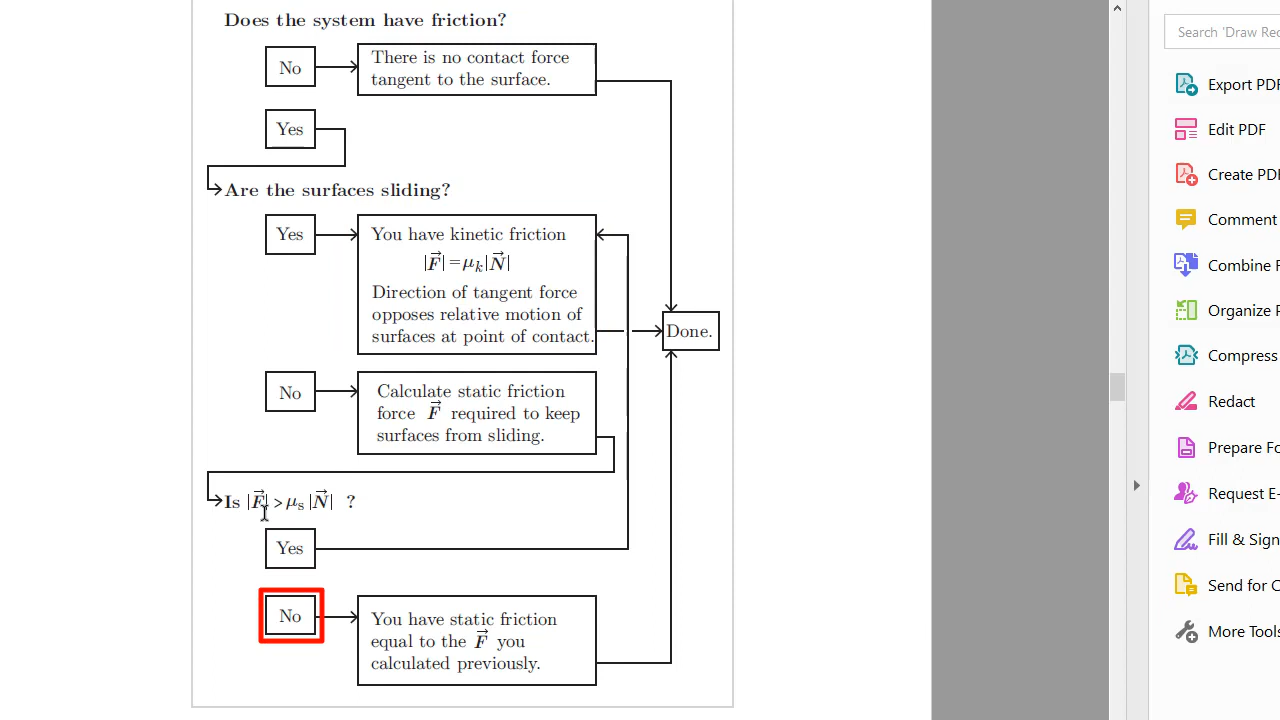 Does the system have friction?
No
There is no contact force
tangent to the surface.
Yes
Are the surfaces sliding?
Yes
You have kinetic friction
|F⃗| = μₖ|N⃗|
Direction of tangent force
opposes relative motion of
surfaces at point of contact.
Done.
No
Calculate static friction
force F⃗ required to keep
surfaces from sliding.
Is |F⃗| > μₛ |N⃗| ?
Yes
No
You have static friction
equal to the F⃗ you
calculated previously.
Search 'Draw Rec
Export PDF
Edit PDF
Create PDF
Comment
Combine F
Organize P
Compress
Redact
Prepare Fo
Request E-
Fill & Sign
Send for C
More Tools